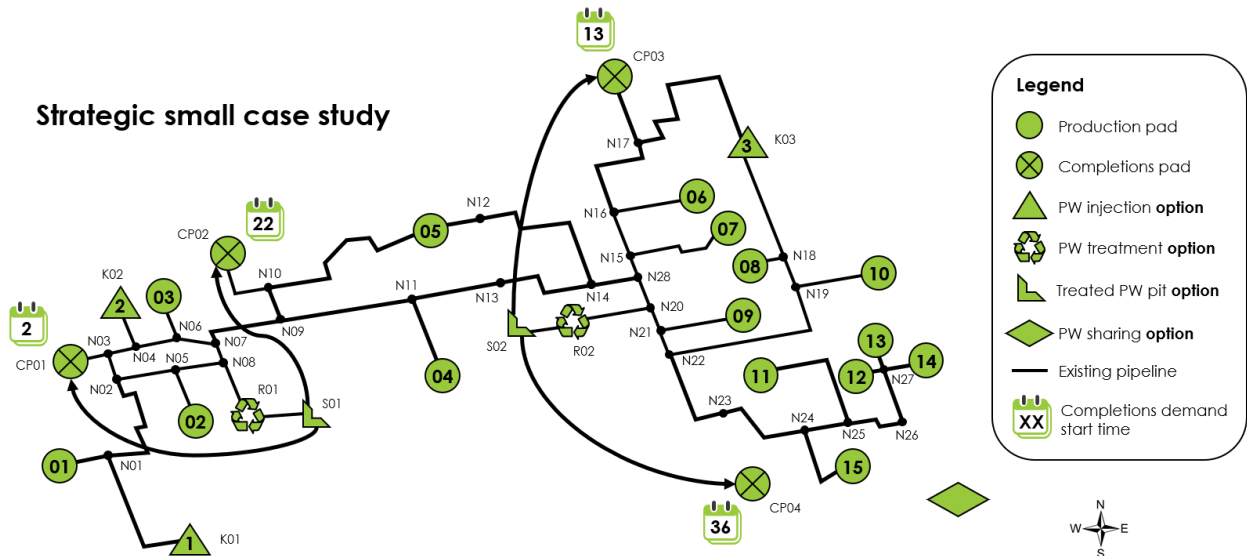 Strategic small case study
13
CP03
N17
3
K03
22
CP02
N12
05
06
N16
07
N15
08
N18
10
N19
K02
2
03
N10
N11
N13
N14
N28
N20
09
N21
N22
2
N03
N04
N06
N07
N09
CP01
N02
N05
N08
R01
S01
02
04
S02
R02
11
13
12
14
N27
N23
N24
N25
N26
01
N01
15
1
K01
CP04
36
Legend
Production pad
Completions pad
PW injection option
PW treatment option
Treated PW pit option
PW sharing option
Existing pipeline
XX
Completions demand
start time
N
W
E
S